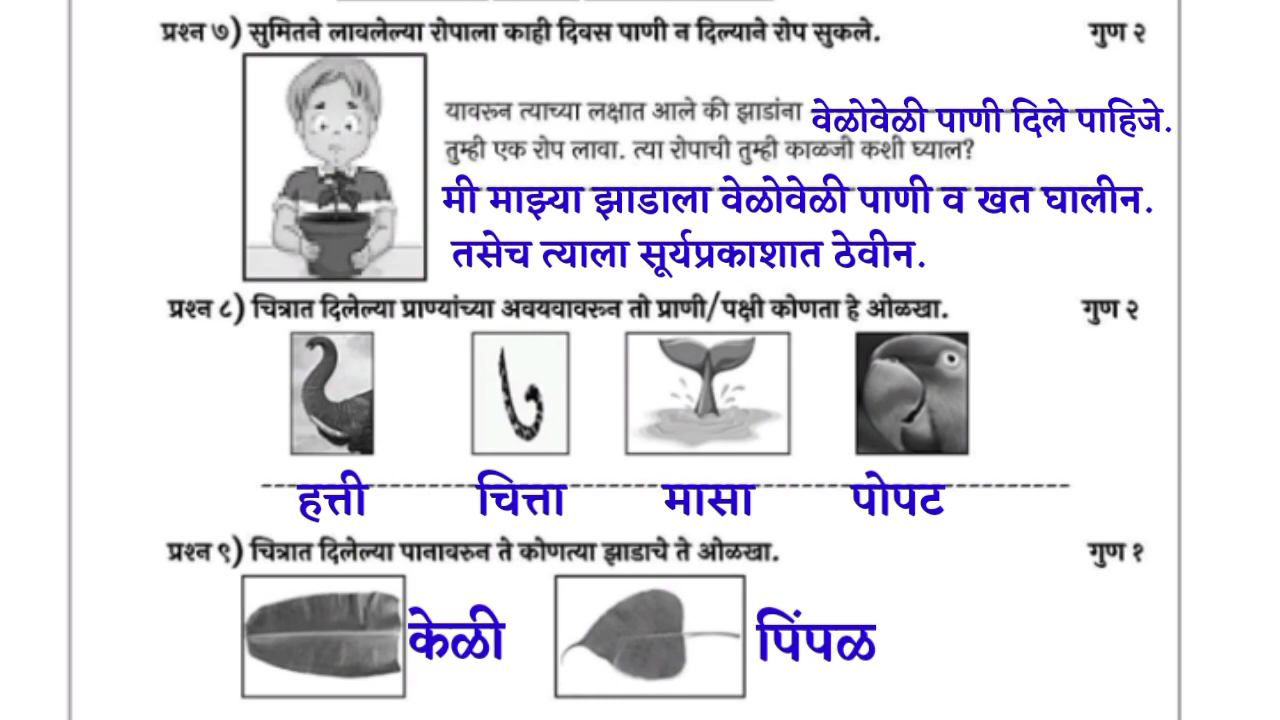 प्रश्न ७) सुमितने लावलेल्या रोपाला काही दिवस पाणी न दिल्याने रोप सुकले. गुण २
यावरून त्याच्या लक्षात आले की झाडांना वेळोवेळी पाणी दिले पाहिजे.
तुम्ही एक रोप लावा. त्या रोपाची तुम्ही काळजी कशी घ्याल?
मी माझ्या झाडाला वेळोवेळी पाणी व खत घालीन.
तसेच त्याला सूर्यप्रकाशात ठेवीन.
प्रश्न ८) चित्रात दिलेल्या प्राण्यांच्या अवयवावरून तो प्राणी/पक्षी कोणता हे ओळखा. गुण २
हत्ती चित्ता मासा पोपट
प्रश्न ९) चित्रात दिलेल्या पानावरुन ते कोणत्या झाडाचे ते ओळखा. गुण १
केळी पिंपळ